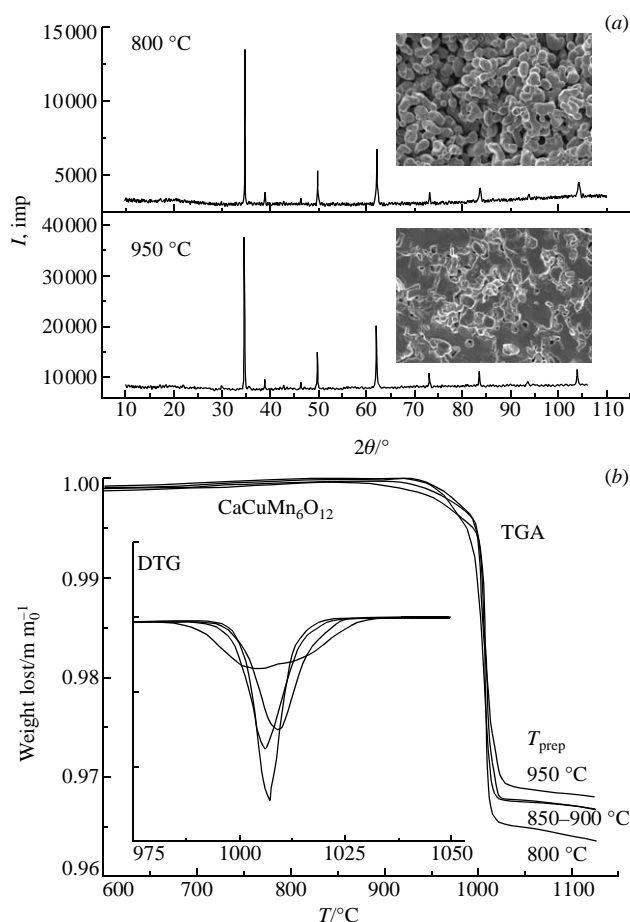 (a)
15000
800 °C
10000
5000
I, imp
40000
950 °C
30000
20000
10000
10 20 30 40 50 60 70 80 90 100 110
2θ/°
(b)
1.00
CaCuMn₆O₁₂
TGA
0.99
DTG
0.98
Weight lost/m m₀⁻¹
T_prep
0.97
950 °C
850–900 °C
800 °C
975 1000 1025 1050
0.96
600 700 800 900 1000 1100
T/°C